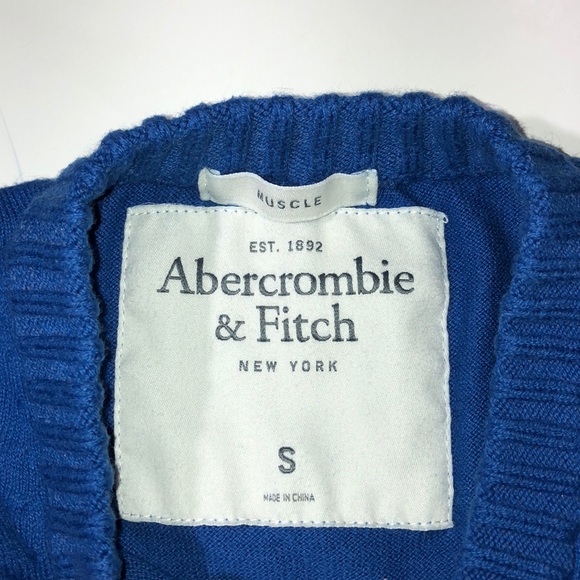 MUSCLE
EST. 1892
Abercrombie
& Fitch
NEW YORK
S
MADE IN CHINA